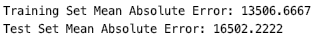 Training Set Mean Absolute Error: 13506.6667
Test Set Mean Absolute Error: 16502.2222